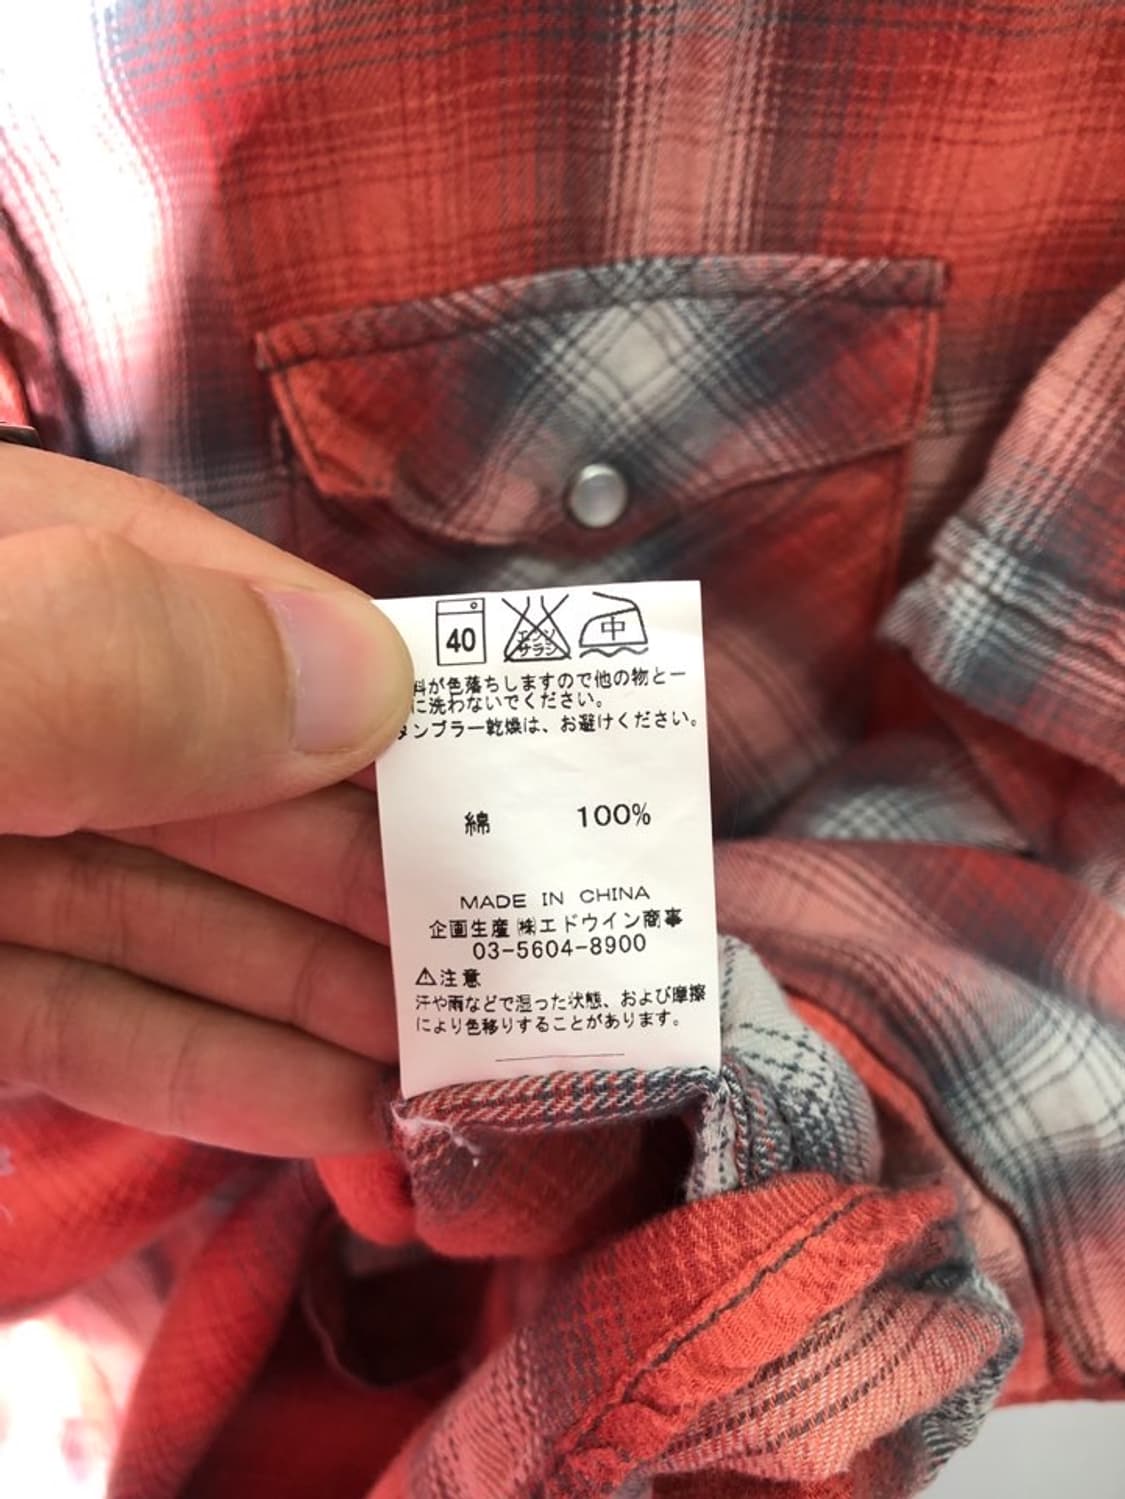 40
エンソ
サラシ
中
料が色落ちしますので他の物と一
に洗わないでください。
タンブラー乾燥は、お避けください。
綿 100%
MADE IN CHINA
企画生産 ㈱エドウイン商事
03-5604-8900
⚠注意
汗や雨などで湿った状態、および摩擦
により色移りすることがあります。